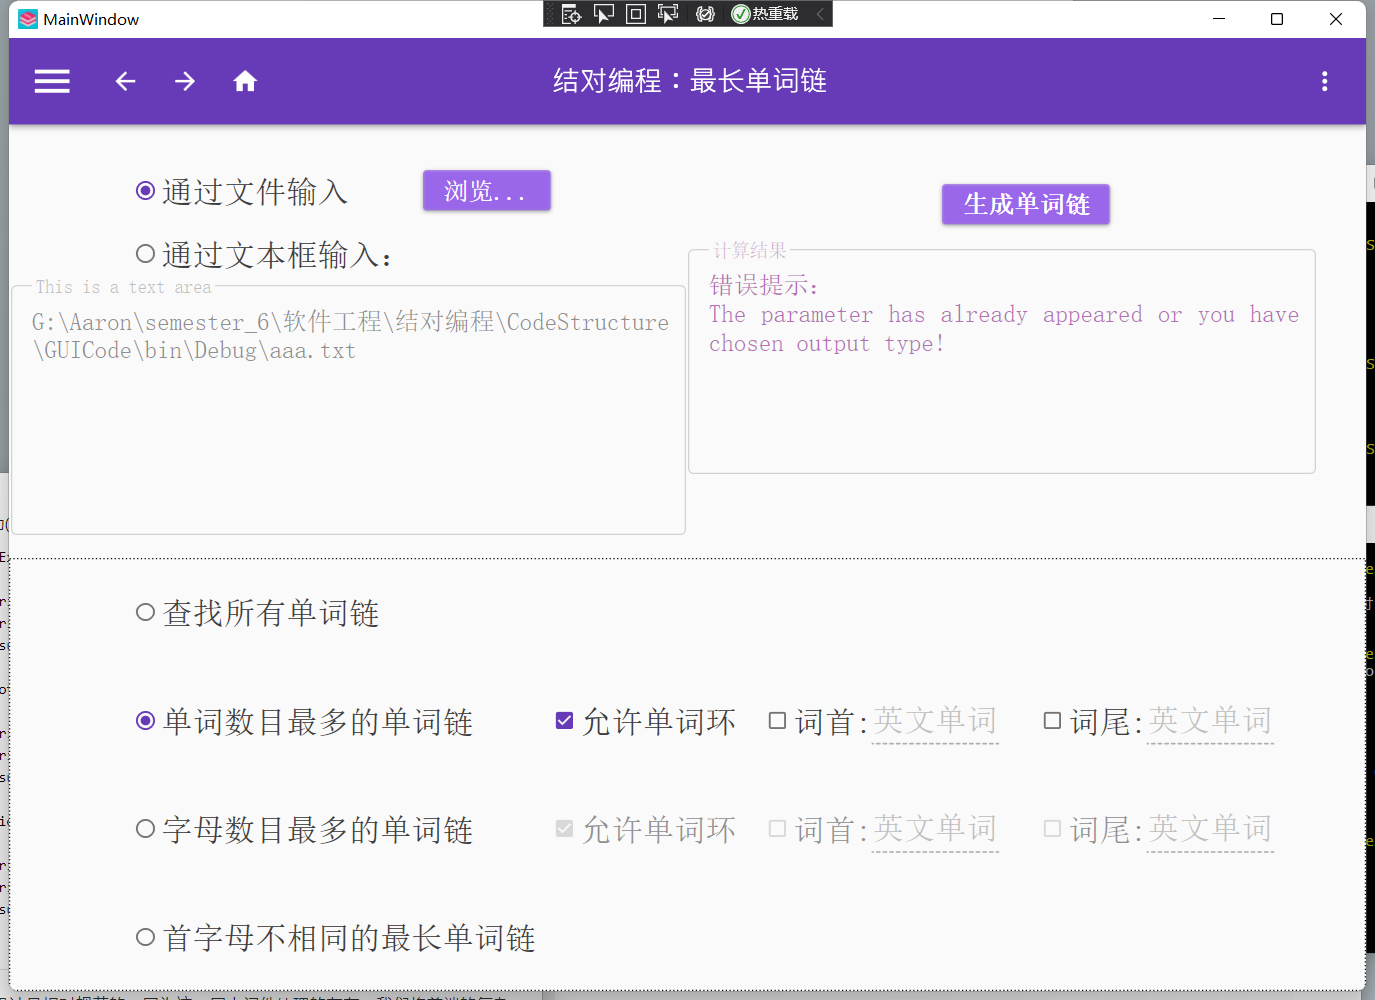 MainWindow
热重载
结对编程：最长单词链
通过文件输入
浏览...
生成单词链
通过文本框输入：
计算结果
This is a text area
错误提示：
The parameter has already appeared or you have
chosen output type!
G:\Aaron\semester_6\软件工程\结对编程\CodeStructure
\GUICode\bin\Debug\aaa.txt
查找所有单词链
单词数目最多的单词链
允许单词环
词首:英文单词
词尾:英文单词
字母数目最多的单词链
允许单词环
词首:英文单词
词尾:英文单词
首字母不相同的最长单词链